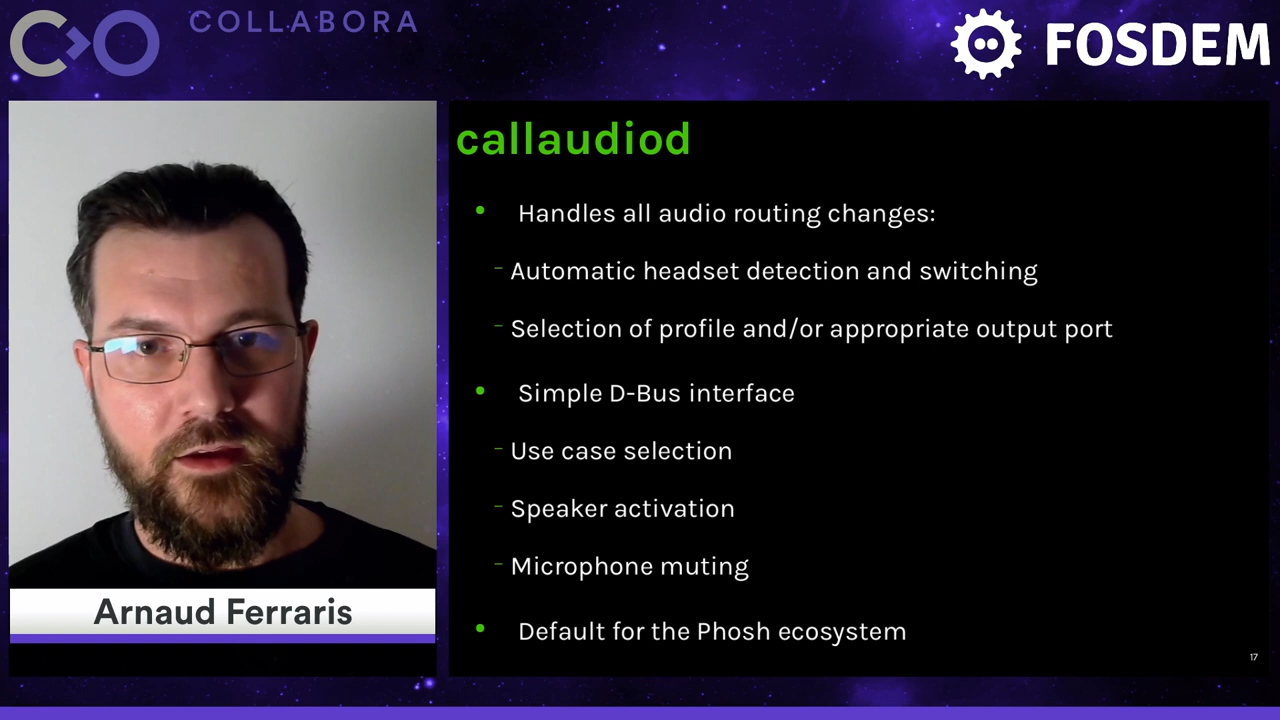 COLLABORA
FOSDEM
callaudiod
• Handles all audio routing changes:
– Automatic headset detection and switching
– Selection of profile and/or appropriate output port
• Simple D-Bus interface
– Use case selection
– Speaker activation
– Microphone muting
• Default for the Phosh ecosystem
17
Arnaud Ferraris